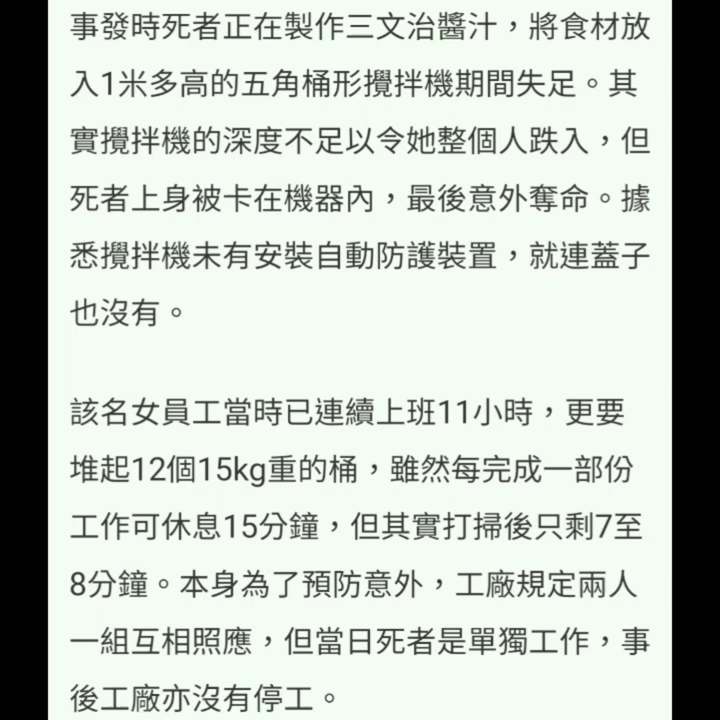 事發時死者正在製作三文治醬汁，將食材放
入1米多高的五角桶形攪拌機期間失足。其
實攪拌機的深度不足以令她整個人跌入，但
死者上身被卡在機器內，最後意外奪命。據
悉攪拌機未有安裝自動防護裝置，就連蓋子
也沒有。
該名女員工當時已連續上班11小時，更要
堆起12個15kg重的桶，雖然每完成一部份
工作可休息15分鐘，但其實打掃後只剩7至
8分鐘。本身為了預防意外，工廠規定兩人
一組互相照應，但當日死者是單獨工作，事
後工廠亦沒有停工。